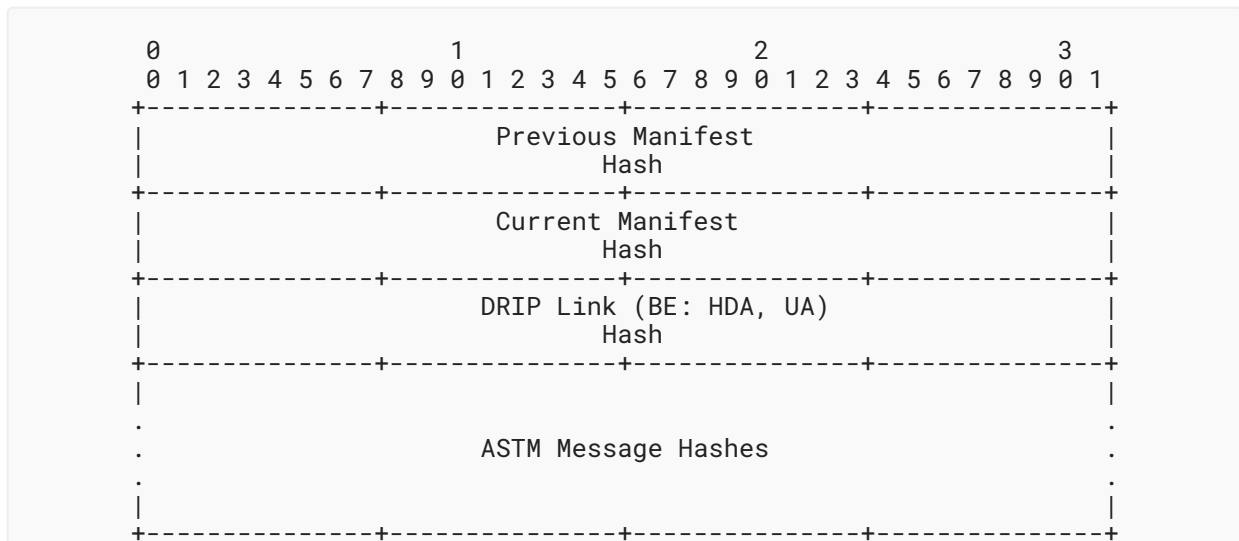 0                   1                   2                   3
0 1 2 3 4 5 6 7 8 9 0 1 2 3 4 5 6 7 8 9 0 1 2 3 4 5 6 7 8 9 0 1
+---------------+---------------+---------------+---------------+
|                       Previous Manifest                       |
|                              Hash                             |
+---------------+---------------+---------------+---------------+
|                       Current Manifest                        |
|                              Hash                             |
+---------------+---------------+---------------+---------------+
|                      DRIP Link (BE: HDA, UA)                  |
|                              Hash                             |
+---------------+---------------+---------------+---------------+
|                                                               |
.                                                               .
.                      ASTM Message Hashes                      .
.                                                               .
|                                                               |
+---------------+---------------+---------------+---------------+